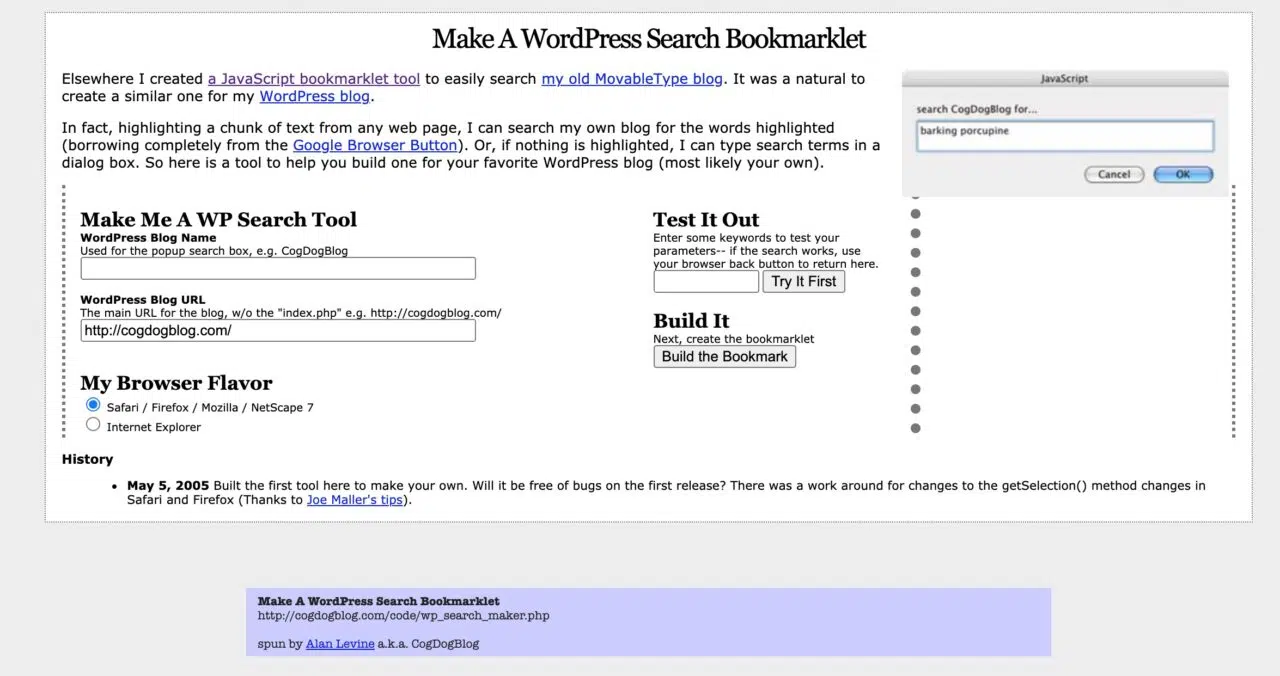 Make A WordPress Search Bookmarklet
Elsewhere I created a JavaScript bookmarklet tool to easily search my old MovableType blog. It was a natural to
create a similar one for my WordPress blog.
In fact, highlighting a chunk of text from any web page, I can search my own blog for the words highlighted
(borrowing completely from the Google Browser Button). Or, if nothing is highlighted, I can type search terms in a
dialog box. So here is a tool to help you build one for your favorite WordPress blog (most likely your own).
JavaScript
search CogDogBlog for...
barking porcupine
Cancel
OK
Make Me A WP Search Tool
WordPress Blog Name
Used for the popup search box, e.g. CogDogBlog
WordPress Blog URL
The main URL for the blog, w/o the "index.php" e.g. http://cogdogblog.com/
http://cogdogblog.com/
My Browser Flavor
Safari / Firefox / Mozilla / NetScape 7
Internet Explorer
Test It Out
Enter some keywords to test your
parameters-- if the search works, use
your browser back button to return here.
Try It First
Build It
Next, create the bookmarklet
Build the Bookmark
History
• May 5, 2005 Built the first tool here to make your own. Will it be free of bugs on the first release? There was a work around for changes to the getSelection() method changes in
Safari and Firefox (Thanks to Joe Maller's tips).
Make A WordPress Search Bookmarklet
http://cogdogblog.com/code/wp_search_maker.php
spun by Alan Levine a.k.a. CogDogBlog